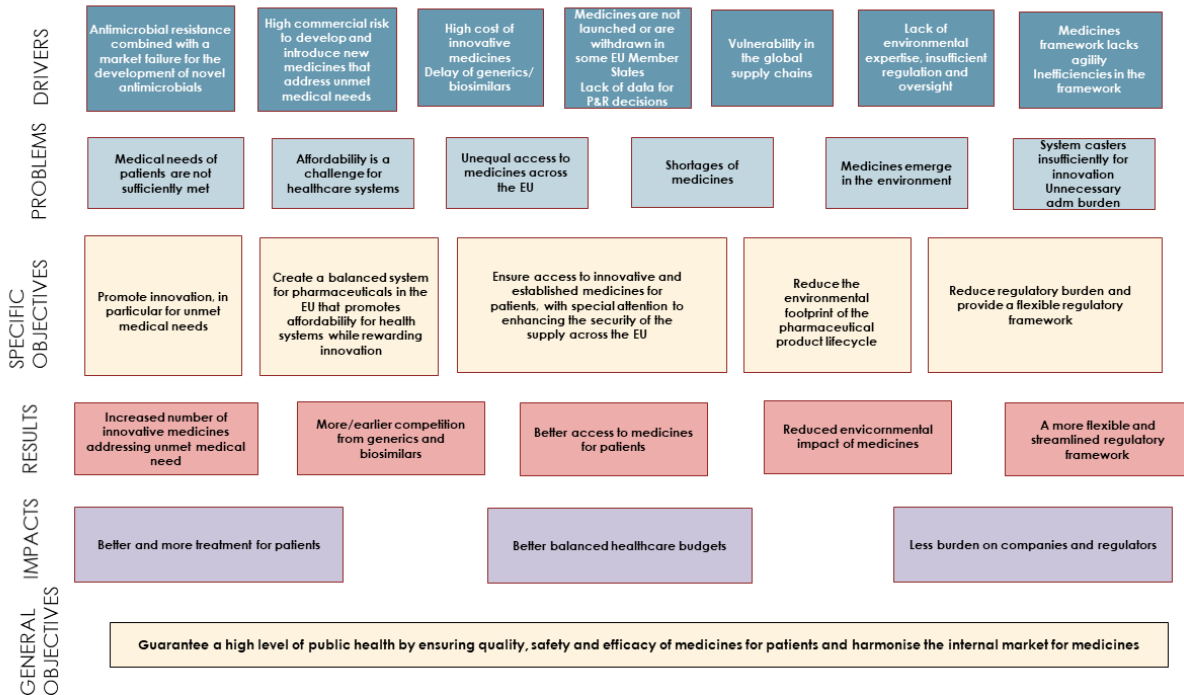 DRIVERS
Antimicrobial resistance
combined with a
market failure for the
development of novel
antimicrobials
High commercial risk
to develop and
introduce new
medicines that
address unmet
medical needs
High cost of
innovative
medicines
Delay of generics/
biosimilars
Medicines are not
launched or are
withdrawn in
some EU Member
States
Lack of data for
P&R decisions
Vulnerability in
the global
supply chains
Lack of
environmental
expertise, insufficient
regulation and
oversight
Medicines
framework lacks
agility
Inefficiencies in the
framework
PROBLEMS
Medical needs of
patients are not
sufficiently met
Affordability is a
challenge for
healthcare systems
Unequal access to
medicines across
the EU
Shortages of
medicines
Medicines emerge
in the environment
System casters
insufficiently for
innovation
Unnecessary
adm burden
SPECIFIC
OBJECTIVES
Promote innovation, in
particular for unmet
medical needs
Create a balanced system
for pharmaceuticals in the
EU that promotes
affordability for health
systems while rewarding
innovation
Ensure access to innovative and
established medicines for
patients, with special attention to
enhancing the security of the
supply across the EU
Reduce the
environmental
footprint of the
pharmaceutical
product lifecycle
Reduce regulatory burden and
provide a flexible regulatory
framework
RESULTS
Increased number of
innovative medicines
addressing unmet medical
need
More/earlier competition
from generics and
biosimilars
Better access to medicines
for patients
Reduced envicornmental
impact of medicines
A more flexible and
streamlined regulatory
framework
IMPACTS
Better and more treatment for patients
Better balanced healthcare budgets
Less burden on companies and regulators
GENERAL
OBJECTIVES
Guarantee a high level of public health by ensuring quality, safety and efficacy of medicines for patients and harmonise the internal market for medicines